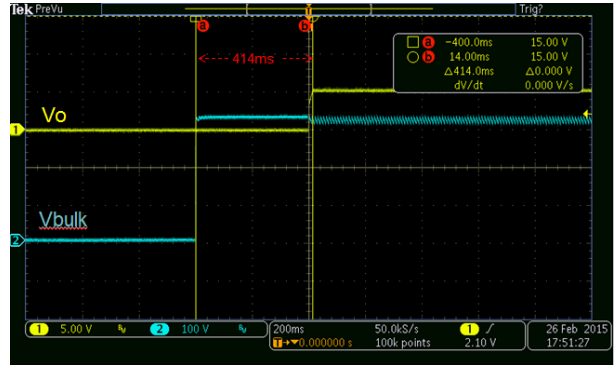 Tek PreVu Trig?
a b
a -400.0ms 15.00 V
b 14.00ms 15.00 V
Δ414.0ms Δ0.000 V
dV/dt 0.000 V/s
414ms
Vo
1
Vbulk
2
1 5.00 V 2 100 V 200ms 50.0kS/s 1 26 Feb 2015
T→▼0.000000 s 100k points 2.10 V 17:51:27